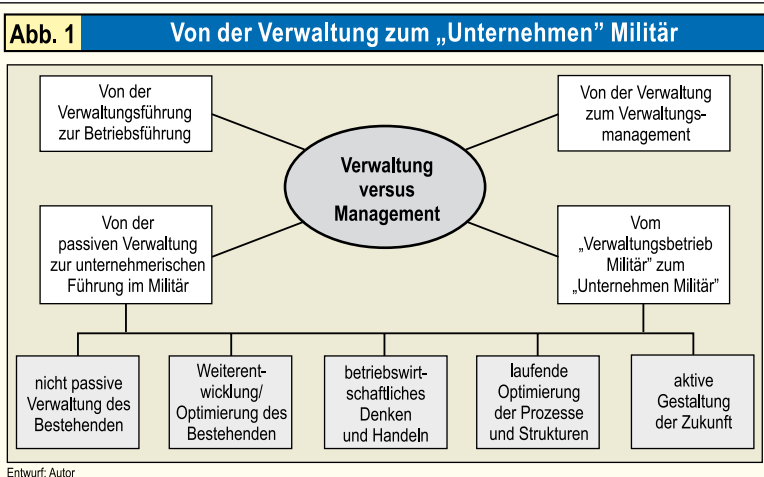 Abb. 1
Von der Verwaltung zum „Unternehmen” Militär
Von der
Verwaltungsführung
zur Betriebsführung
Von der Verwaltung
zum Verwaltungs-
management
Verwaltung
versus
Management
Von der
passiven Verwaltung
zur unternehmerischen
Führung im Militär
Vom
„Verwaltungsbetrieb
Militär” zum
„Unternehmen Militär”
nicht passive
Verwaltung des
Bestehenden
Weiterent-
wicklung/
Optimierung des
Bestehenden
betriebswirt-
schaftliches
Denken
und Handeln
laufende
Optimierung
der Prozesse
und Strukturen
aktive
Gestaltung
der Zukunft
Entwurf: Autor